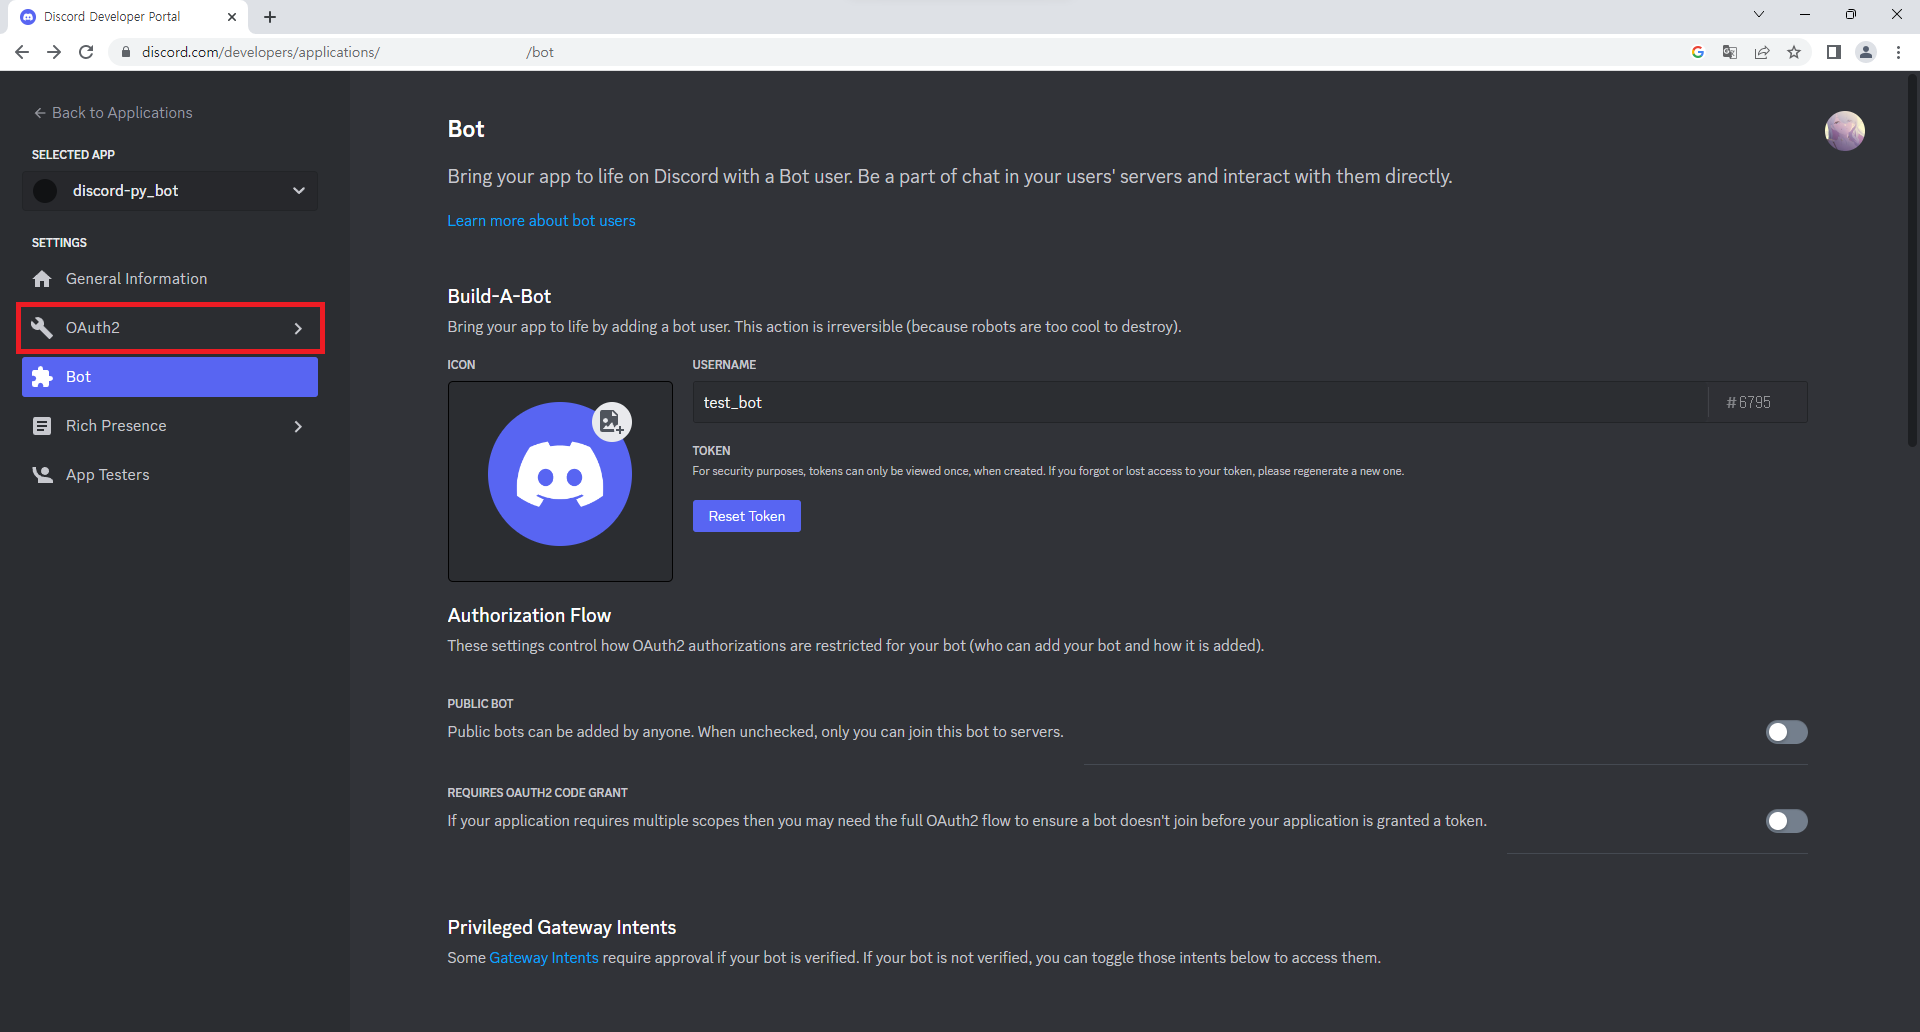 Discord Developer Portal
discord.com/developers/applications/ /bot
Back to Applications
SELECTED APP
discord-py_bot
SETTINGS
General Information
OAuth2
Bot
Rich Presence
App Testers
Bot
Bring your app to life on Discord with a Bot user. Be a part of chat in your users' servers and interact with them directly.
Learn more about bot users
Build-A-Bot
Bring your app to life by adding a bot user. This action is irreversible (because robots are too cool to destroy).
ICON
USERNAME
test_bot
#6795
TOKEN
For security purposes, tokens can only be viewed once, when created. If you forgot or lost access to your token, please regenerate a new one.
Reset Token
Authorization Flow
These settings control how OAuth2 authorizations are restricted for your bot (who can add your bot and how it is added).
PUBLIC BOT
Public bots can be added by anyone. When unchecked, only you can join this bot to servers.
REQUIRES OAUTH2 CODE GRANT
If your application requires multiple scopes then you may need the full OAuth2 flow to ensure a bot doesn't join before your application is granted a token.
Privileged Gateway Intents
Some Gateway Intents require approval if your bot is verified. If your bot is not verified, you can toggle those intents below to access them.